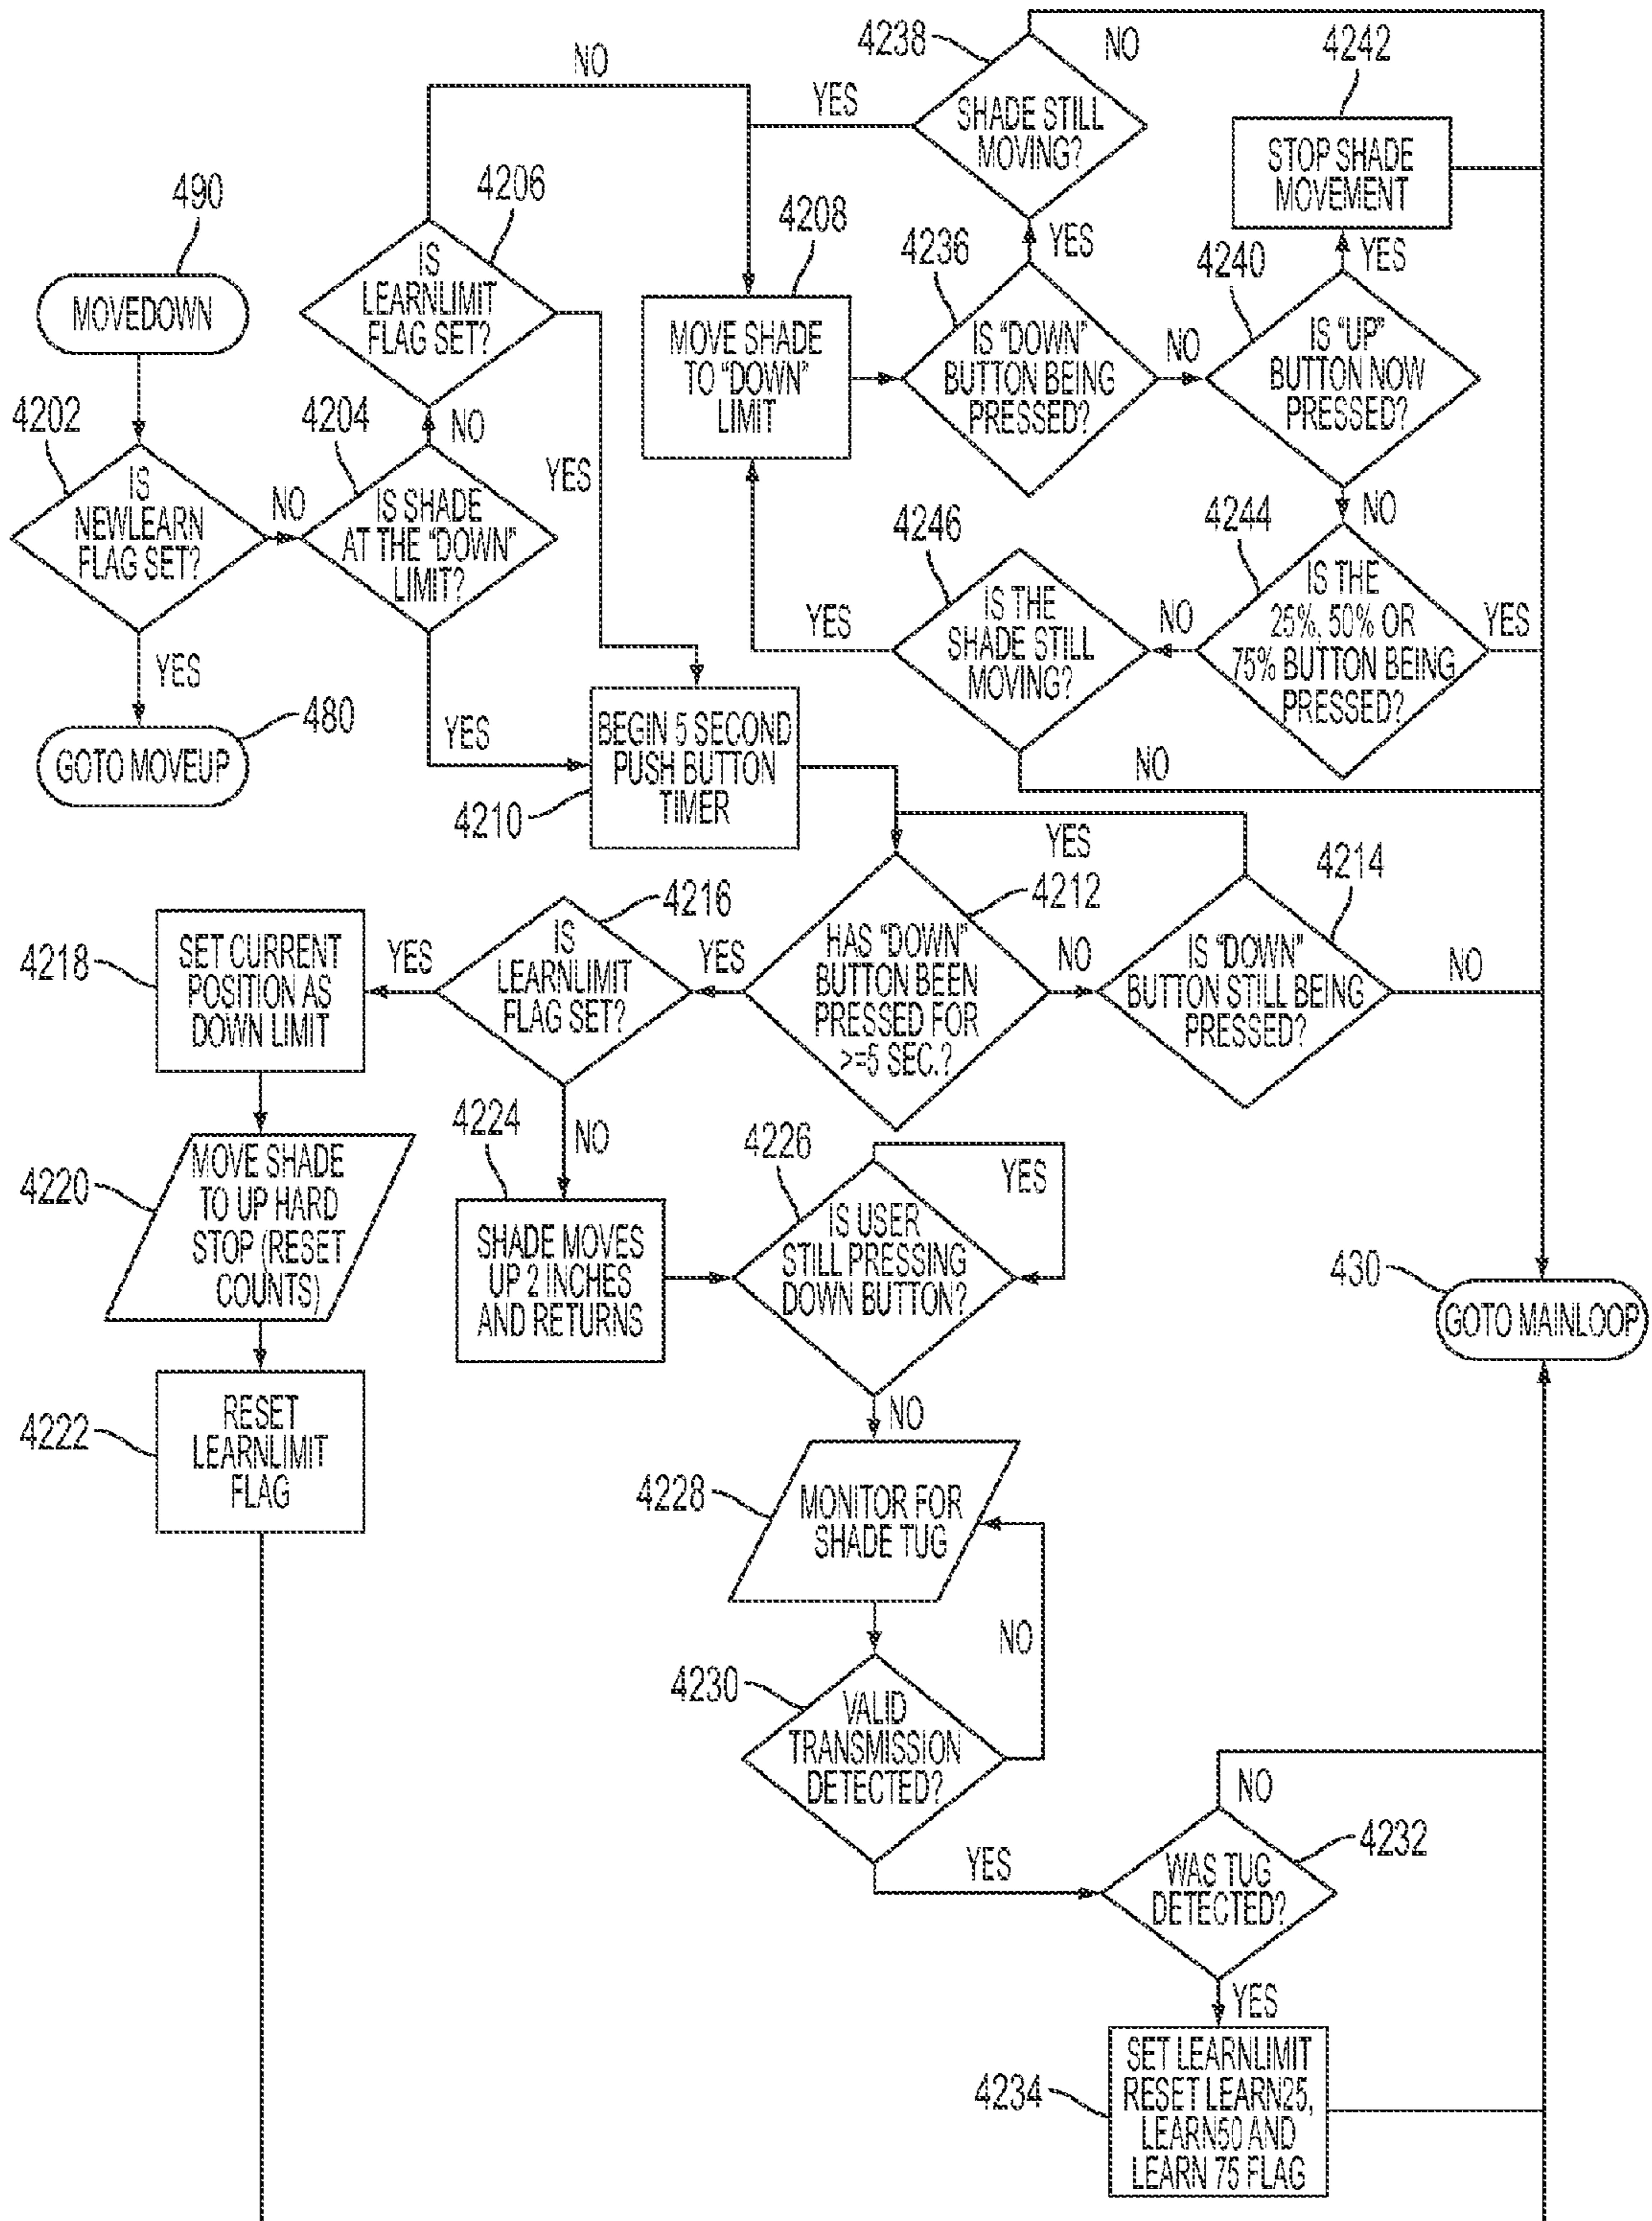 490
MOVEDOWN
4202
IS
NEWLEARN
FLAG SET?
NO
YES
GOTO MOVEUP
480
4204
IS SHADE
AT THE "DOWN"
LIMIT?
NO
YES
4206
IS
LEARNLIMIT
FLAG SET?
NO
YES
4208
MOVE SHADE
TO "DOWN"
LIMIT
4236
IS "DOWN"
BUTTON BEING
PRESSED?
YES
NO
4238
SHADE STILL
MOVING?
YES
NO
4240
IS "UP"
BUTTON NOW
PRESSED?
YES
NO
4242
STOP SHADE
MOVEMENT
4244
IS THE
25%, 50% OR
75% BUTTON BEING
PRESSED?
YES
NO
4246
IS THE
SHADE STILL
MOVING?
YES
NO
BEGIN 5 SECOND
PUSH BUTTON
TIMER
4210
4212
HAS "DOWN"
BUTTON BEEN
PRESSED FOR
>=5 SEC.?
YES
NO
4214
IS "DOWN"
BUTTON STILL BEING
PRESSED?
YES
NO
4216
IS
LEARNLIMIT
FLAG SET?
YES
NO
4218
SET CURRENT
POSITION AS
DOWN LIMIT
4220
MOVE SHADE
TO UP HARD
STOP (RESET
COUNTS)
4222
RESET
LEARNLIMIT
FLAG
4224
SHADE MOVES
UP 2 INCHES
AND RETURNS
4226
IS USER
STILL PRESSING
DOWN BUTTON?
YES
NO
4228
MONITOR FOR
SHADE TUG
4230
VALID
TRANSMISSION
DETECTED?
NO
YES
4232
WAS TUG
DETECTED?
NO
YES
4234
SET LEARNLIMIT
RESET LEARN25,
LEARN50 AND
LEARN 75 FLAG
430
GOTO MAINLOOP